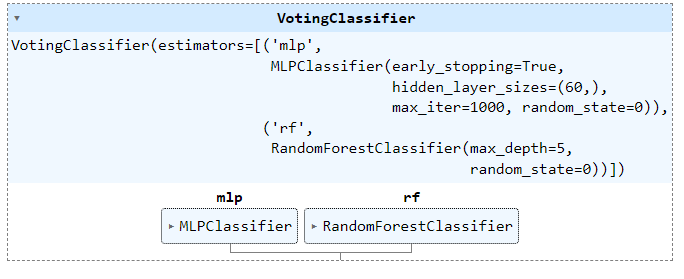 ▾ VotingClassifier
VotingClassifier(estimators=[('mlp',
MLPClassifier(early_stopping=True,
hidden_layer_sizes=(60,),
max_iter=1000, random_state=0)),
('rf',
RandomForestClassifier(max_depth=5,
random_state=0))])
mlp rf
▸ MLPClassifier ▸ RandomForestClassifier